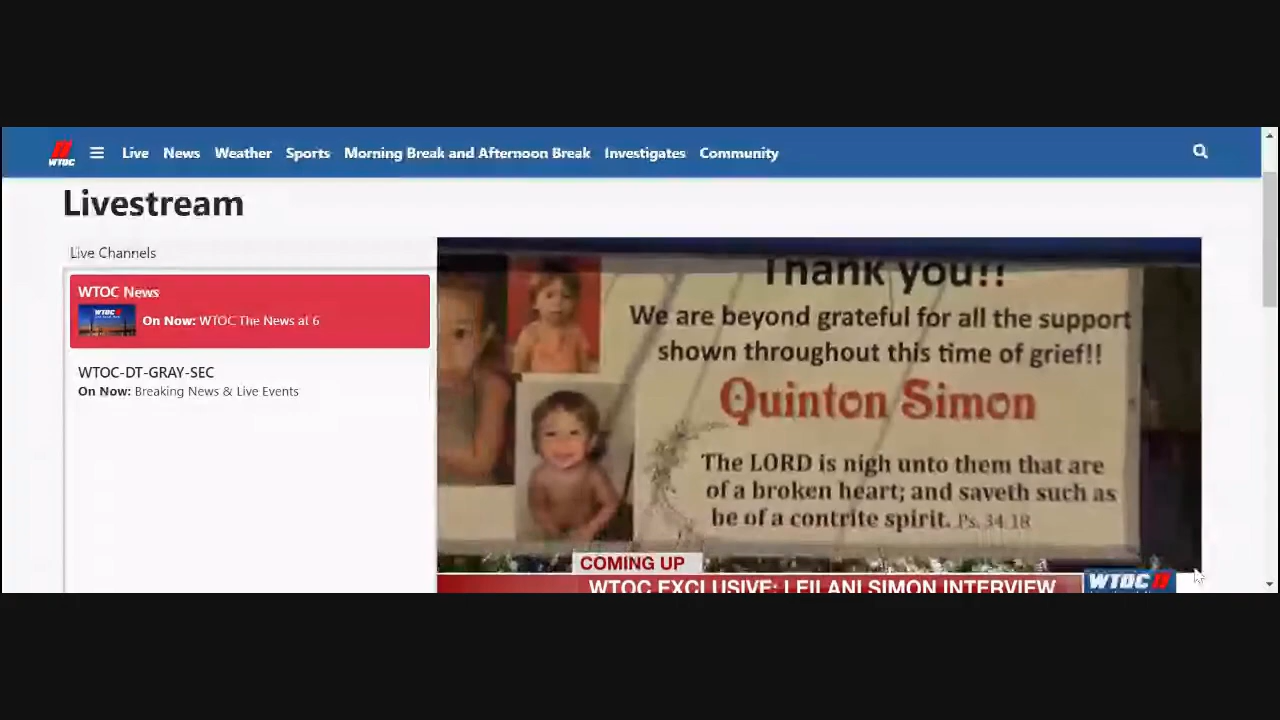 11
WTOC
Live News Weather Sports Morning Break and Afternoon Break Investigates Community
Livestream
Live Channels
WTOC News
On Now: WTOC The News at 6
WTOC-DT-GRAY-SEC
On Now: Breaking News & Live Events
Thank you!!
We are beyond grateful for all the support
shown throughout this time of grief!!
Quinton Simon
The LORD is nigh unto them that are
of a broken heart; and saveth such as
be of a contrite spirit. Ps. 34.18
COMING UP
WTOC EXCLUSIVE: LEILANI SIMON INTERVIEW
WTOC 11